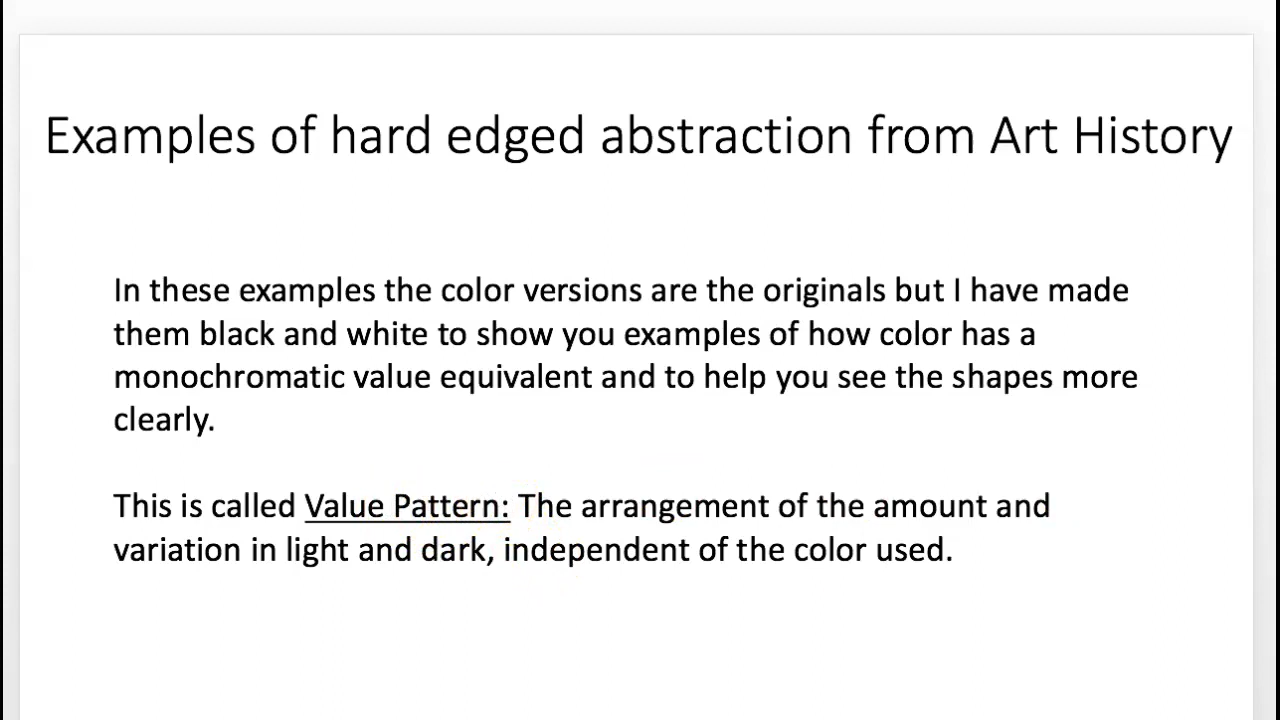 Examples of hard edged abstraction from Art History
In these examples the color versions are the originals but I have made
them black and white to show you examples of how color has a
monochromatic value equivalent and to help you see the shapes more
clearly.
This is called Value Pattern: The arrangement of the amount and
variation in light and dark, independent of the color used.